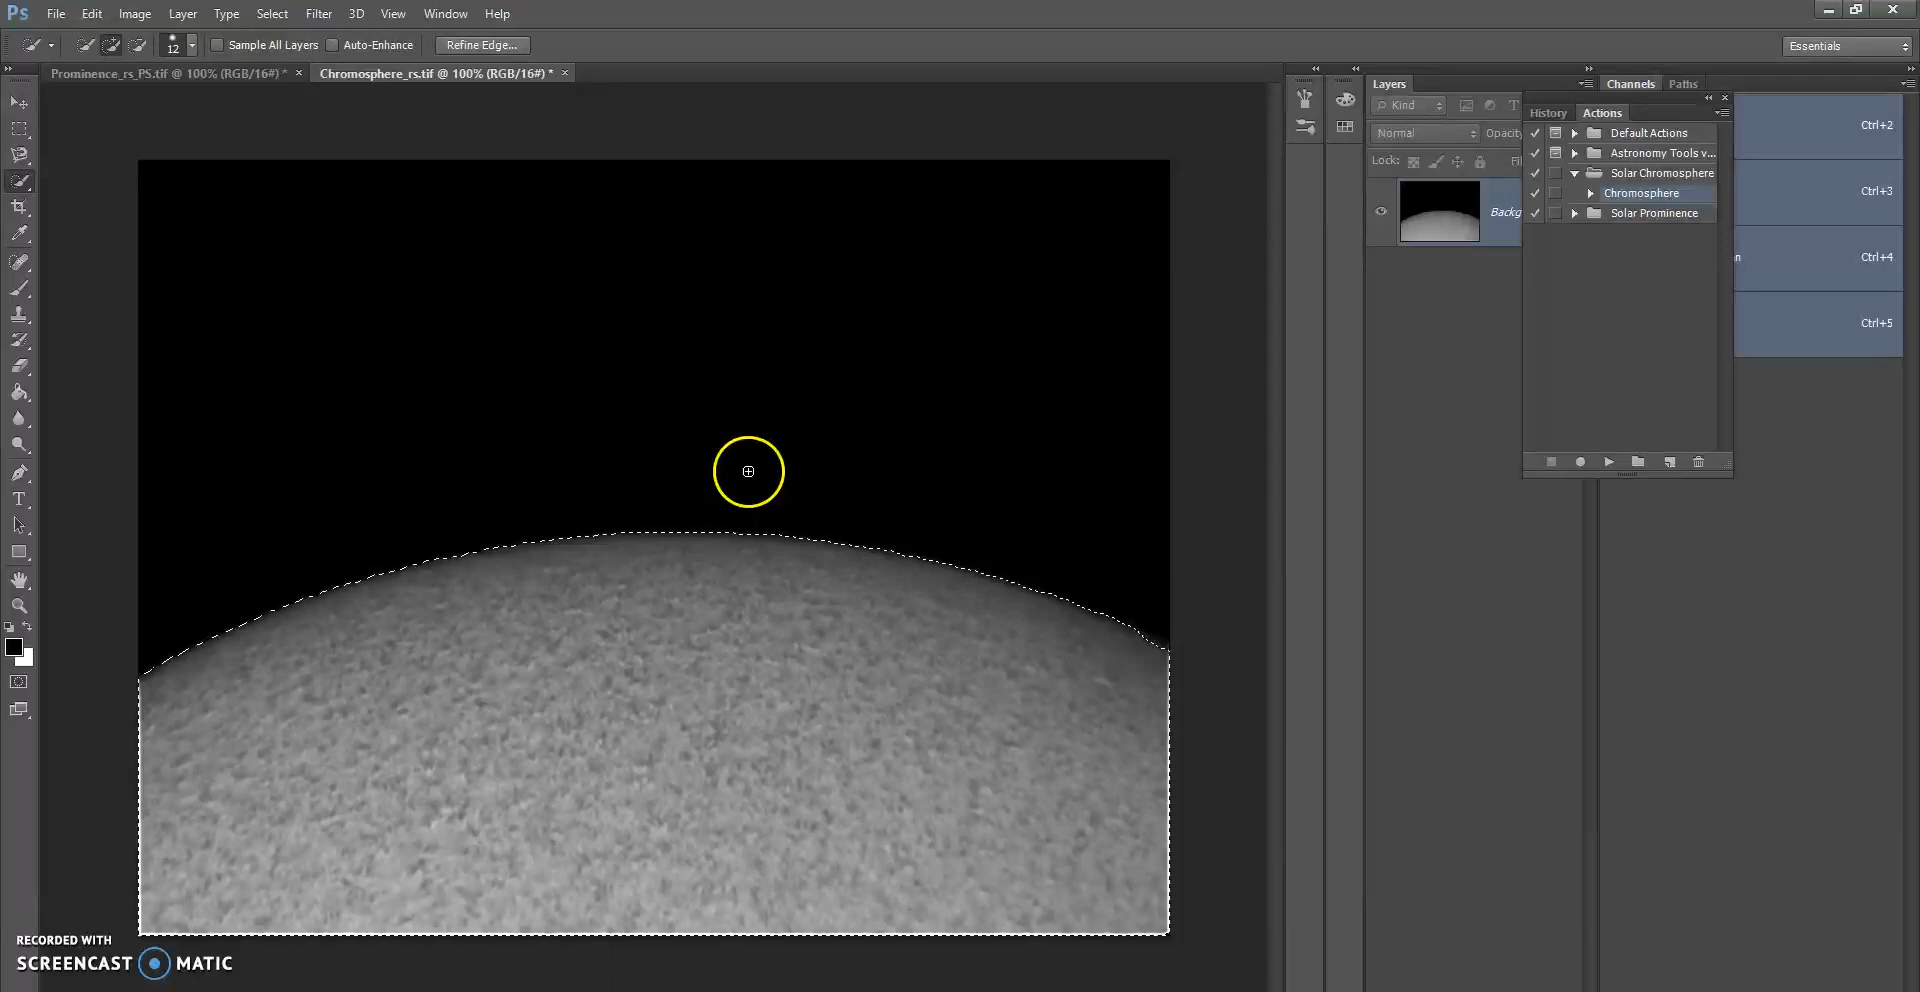 Ps File Edit Image Layer Type Select Filter 3D View Window Help
12 Sample All Layers Auto-Enhance Refine Edge... Essentials
Prominence_rs_PS.tif @ 100% (RGB/16#) * × Chromosphere_rs.tif @ 100% (RGB/16#) * ×
Layers Channels Paths
Kind T
History Actions
Normal Opacity
Lock:
Backg
Default Actions
Astronomy Tools v...
Solar Chromosphere
Chromosphere
Solar Prominence
Ctrl+2
Ctrl+3
n Ctrl+4
Ctrl+5
T
RECORDED WITH
SCREENCAST MATIC